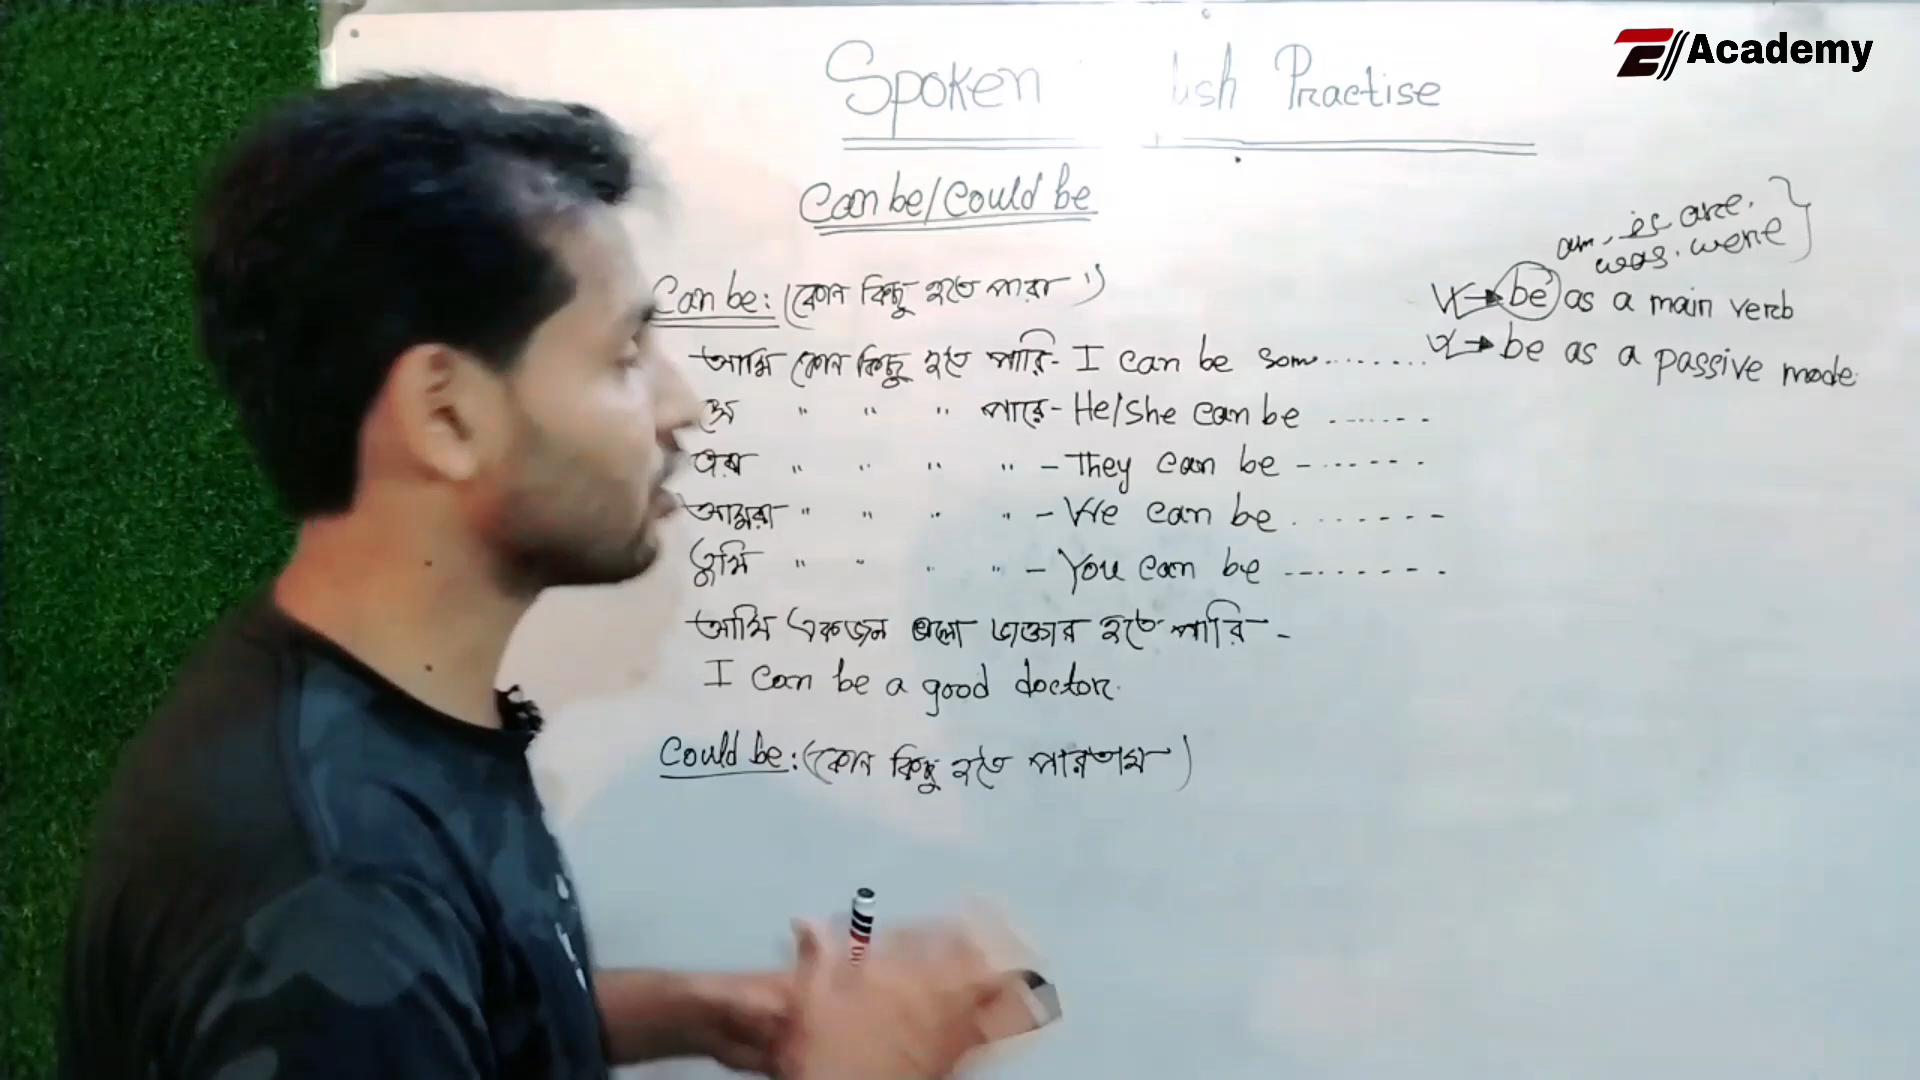 Academy
Spoken lish Practise
Can be/Could be
am, is are.
was. were
Can be: (কোন কিছু হতে পারা)
be as a main verb
আমি কোন কিছু হতে পারি - I can be some.......
be as a passive mode
সে " " " পারে - He/She can be .......
তারা " " " " - They can be -......
আমরা " " " " - We can be .......
তুমি " " " " - You can be ........
আমি একজন ভালো ডাক্তার হতে পারি -
I can be a good doctor.
Could be: (কোন কিছু হতে পারতাম)